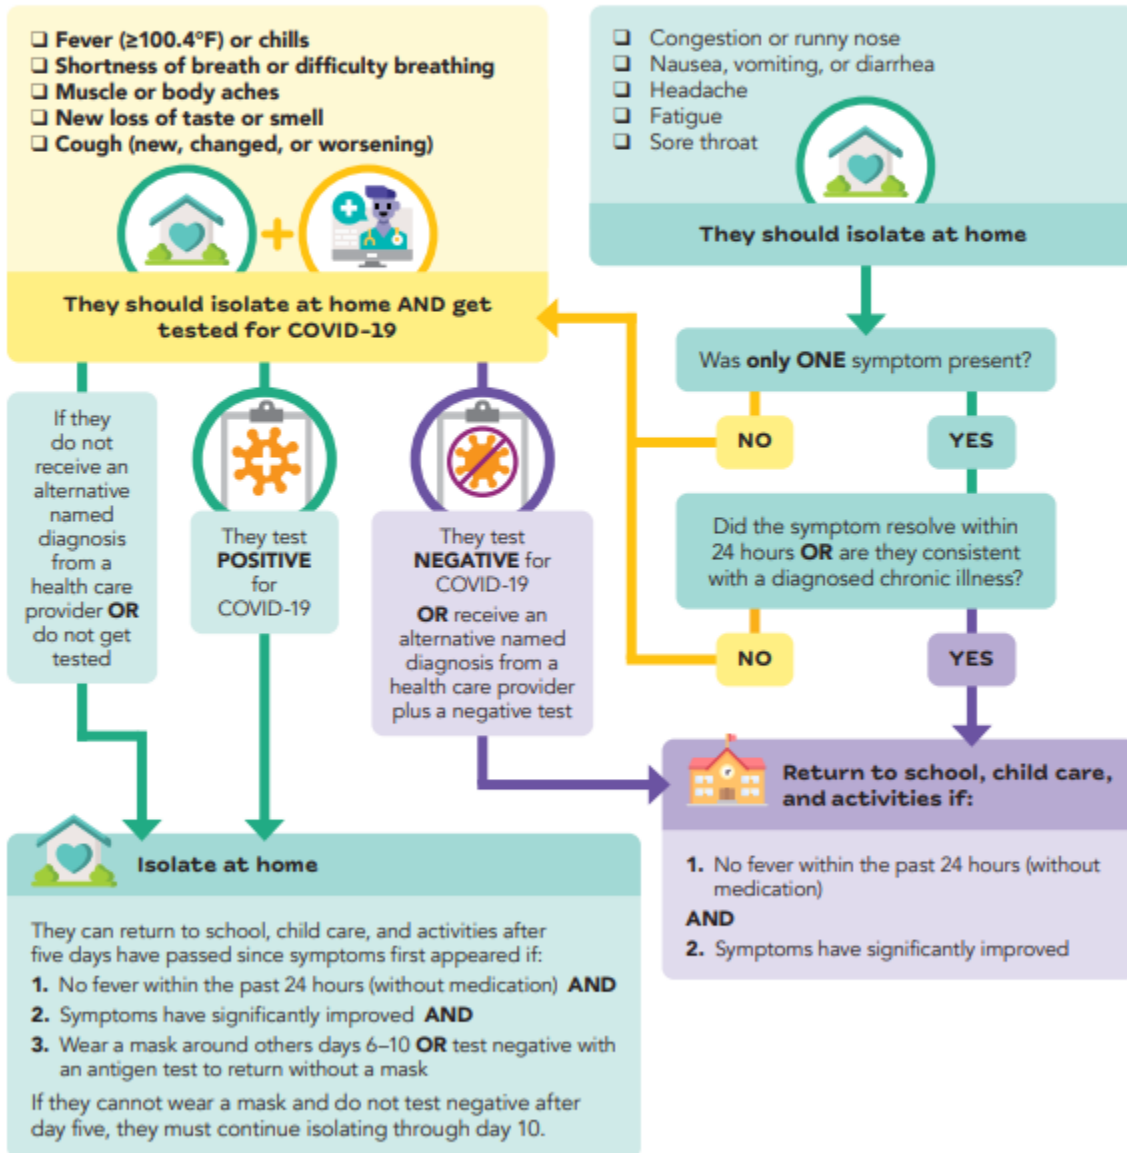 ❑ Fever (≥100.4°F) or chills
❑ Shortness of breath or difficulty breathing
❑ Muscle or body aches
❑ New loss of taste or smell
❑ Cough (new, changed, or worsening)
They should isolate at home AND get
tested for COVID-19
❑ Congestion or runny nose
❑ Nausea, vomiting, or diarrhea
❑ Headache
❑ Fatigue
❑ Sore throat
They should isolate at home
Was only ONE symptom present?
NO
YES
Did the symptom resolve within
24 hours OR are they consistent
with a diagnosed chronic illness?
NO
YES
If they
do not
receive an
alternative
named
diagnosis
from a
health care
provider OR
do not get
tested
They test
POSITIVE
for
COVID-19
They test
NEGATIVE for
COVID-19
OR receive an
alternative named
diagnosis from a
health care provider
plus a negative test
Return to school, child care,
and activities if:
1. No fever within the past 24 hours (without
medication)
AND
2. Symptoms have significantly improved
Isolate at home
They can return to school, child care, and activities after
five days have passed since symptoms first appeared if:
1. No fever within the past 24 hours (without medication) AND
2. Symptoms have significantly improved AND
3. Wear a mask around others days 6–10 OR test negative with
an antigen test to return without a mask
If they cannot wear a mask and do not test negative after
day five, they must continue isolating through day 10.